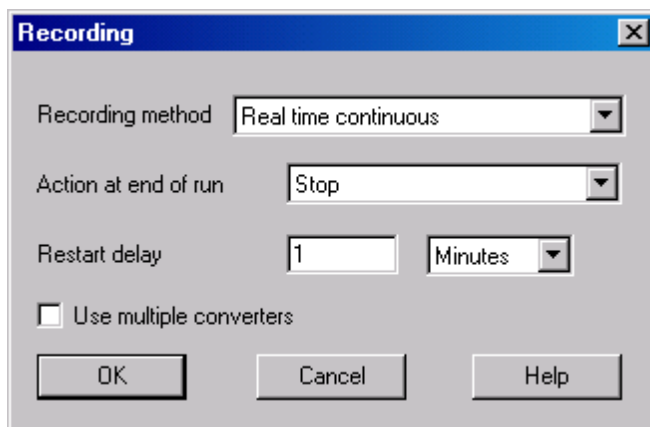 Recording
Recording method Real time continuous
Action at end of run Stop
Restart delay 1 Minutes
Use multiple converters
OK Cancel Help